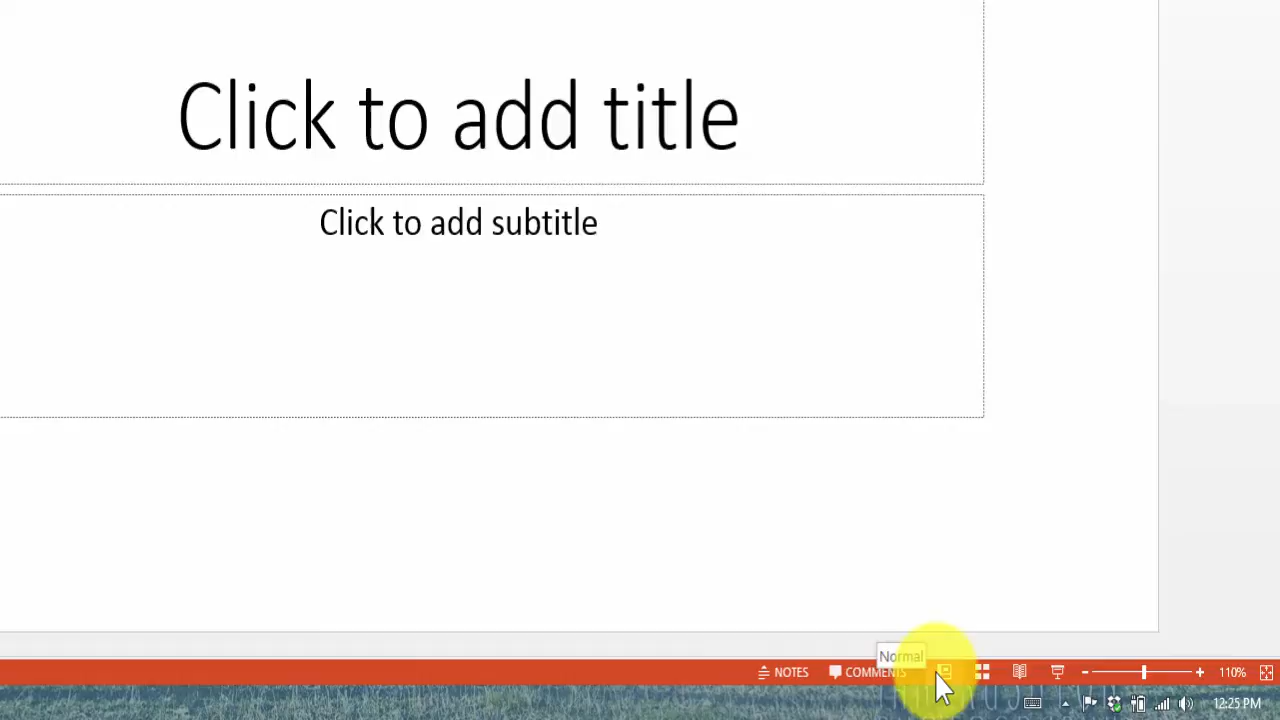 Click to add title
Click to add subtitle
Normal
NOTES COMMENTS 110%
12:25 PM